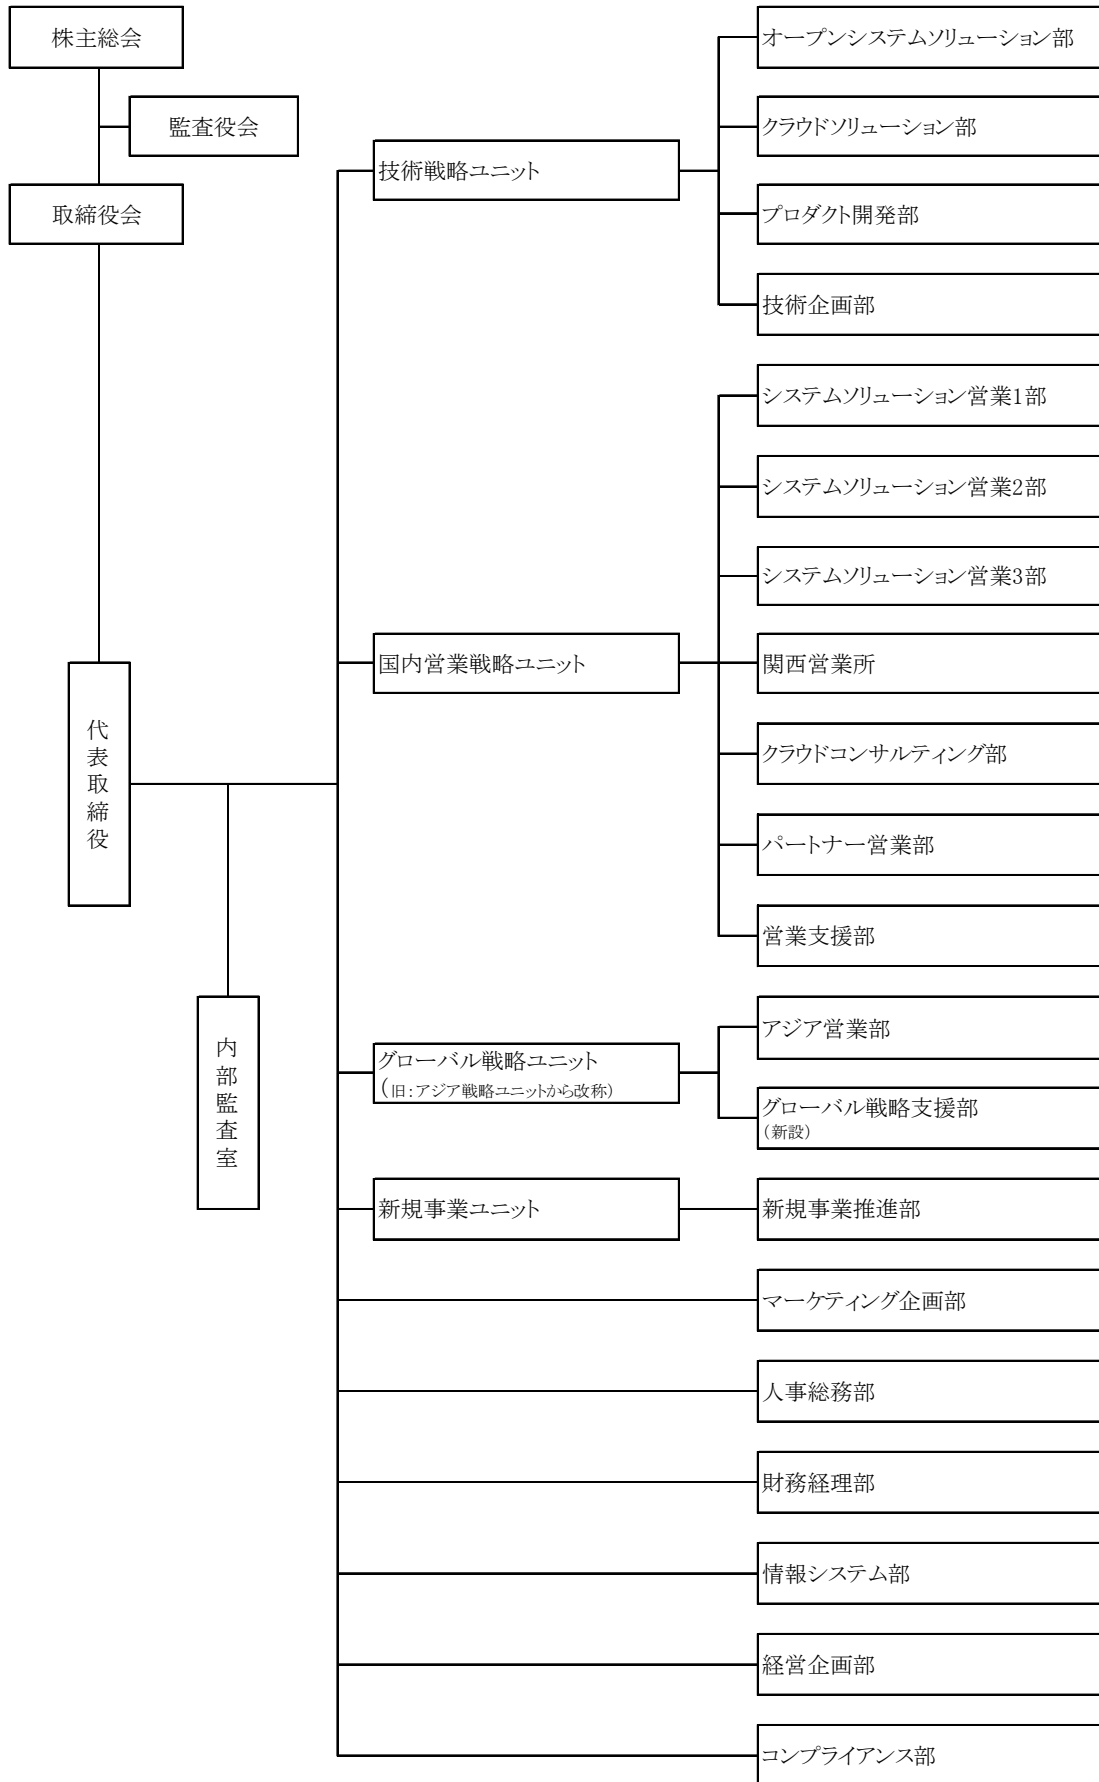 株主総会
監査役会
取締役会
代表取締役
内部監査室
技術戦略ユニット
オープンシステムソリューション部
クラウドソリューション部
プロダクト開発部
技術企画部
国内営業戦略ユニット
システムソリューション営業1部
システムソリューション営業2部
システムソリューション営業3部
関西営業所
クラウドコンサルティング部
パートナー営業部
営業支援部
グローバル戦略ユニット
(旧:アジア戦略ユニットから改称)
アジア営業部
グローバル戦略支援部
(新設)
新規事業ユニット
新規事業推進部
マーケティング企画部
人事総務部
財務経理部
情報システム部
経営企画部
コンプライアンス部